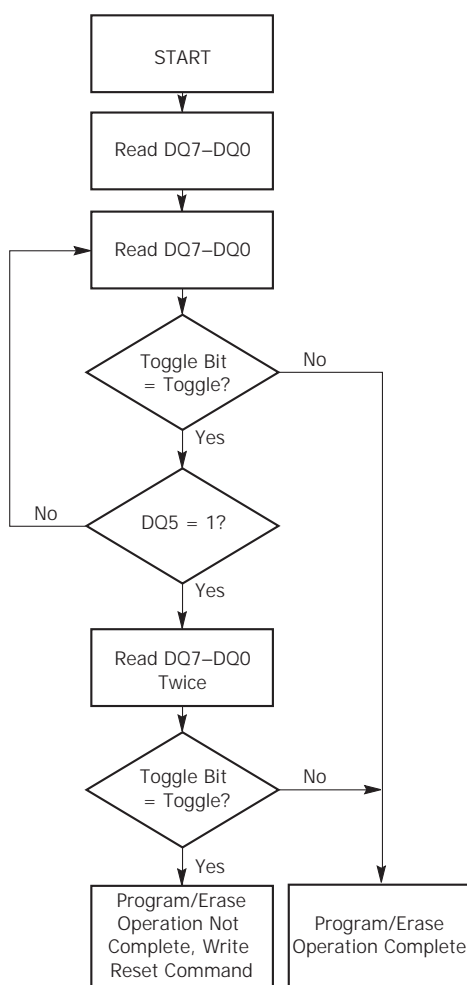 START
Read DQ7–DQ0
Read DQ7–DQ0
Toggle Bit
= Toggle?
No
Yes
No
DQ5 = 1?
Yes
Read DQ7–DQ0
Twice
Toggle Bit
= Toggle?
No
Yes
Program/Erase
Operation Not
Complete, Write
Reset Command
Program/Erase
Operation Complete